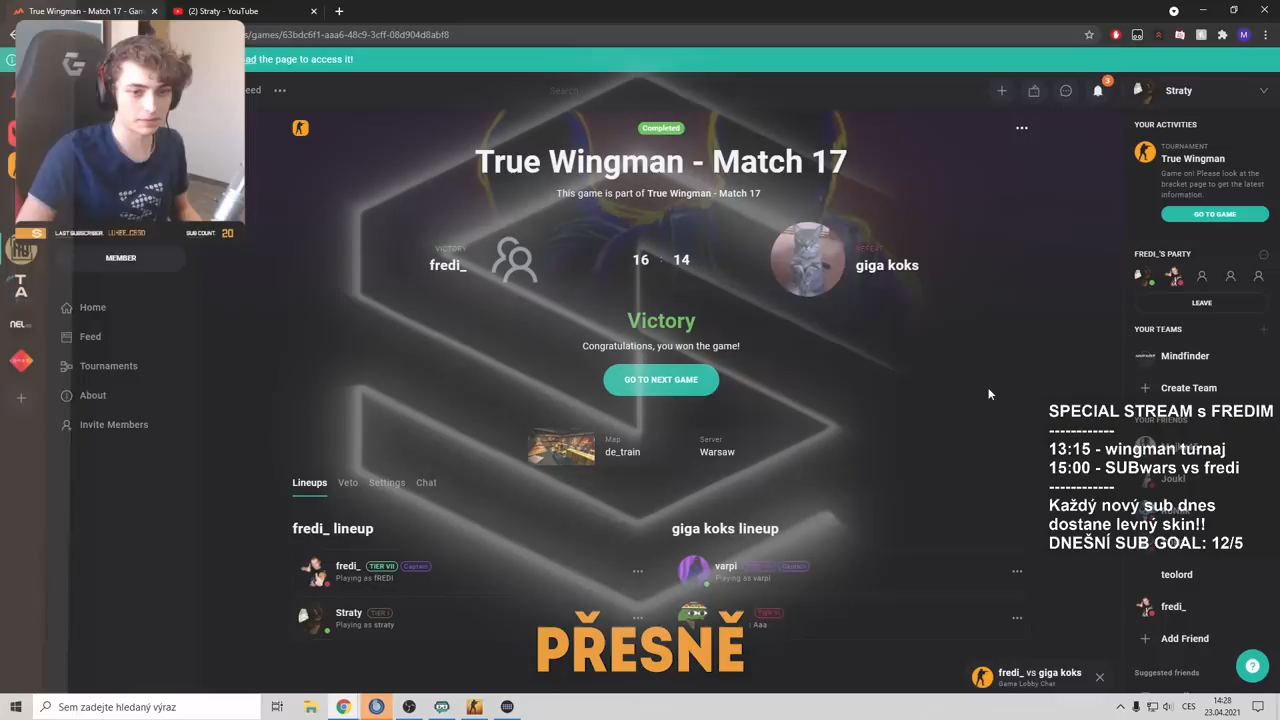 True Wingman - Match 17 -
(2) Straty - YouTube
s/games/63bdc6f1-aaa6-48c9-3cff-08d904d8abf8
ad the page to access it!
eed
Search
3
Straty
LAST SUBSCRIBER:
SUB COUNT: 20
MEMBER
Home
Feed
Tournaments
About
Invite Members
Completed
True Wingman - Match 17
This game is part of True Wingman - Match 17
VICTORY
fredi_
16 : 14
DEFEAT
giga koks
Victory
Congratulations, you won the game!
GO TO NEXT GAME
Map
de_train
Server
Warsaw
Lineups Veto Settings Chat
fredi_ lineup
fredi_ TIER VII Captain
Playing as fREDI
Straty TIER I
Playing as straty
giga koks lineup
varpi Captain
Playing as varpi
Aaa
PŘESNĚ
YOUR ACTIVITIES
TOURNAMENT
True Wingman
Game on! Please look at the
bracket page to get the latest
information.
GO TO GAME
FREDI_'S PARTY
LEAVE
YOUR TEAMS
Mindfinder
Create Team
SPECIAL STREAM s FREDIM
YOUR FRIENDS
------------
13:15 - wingman turnaj
15:00 - SUBwars vs fredi
Joukl
------------
Každý nový sub dnes
dostane levný skin!!
DNEŠNÍ SUB GOAL: 12/5
teolord
fredi_
Add Friend
Suggested friends
fredi_ vs giga koks
Game Lobby Chat
Sem zadejte hledaný výraz
CES
14:28
23.04.2021